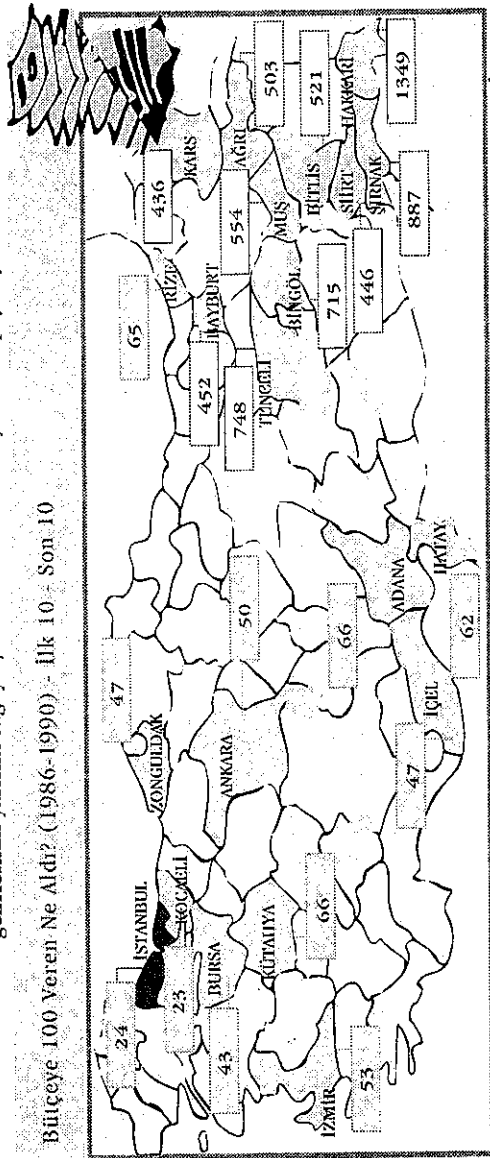 Bütçeye 100 Veren Ne Aldı? (1986-1990) - İlk 10 - Son 10
24
İSTANBUL
KOCAELİ
23
BURSA
43
KÜTAHYA
66
İZMİR
53
47
ZONGULDAK
ANKARA
50
66
47
İÇEL
ADANA
HATAY
62
65
RİZE
436
KARS
BAYBURT
452
748
554
AĞRI
503
TUNCELİ
BİNGÖL
MUŞ
BİTLİS
521
715
SİİRT
HAKKARİ
446
ŞIRNAK
887
1349